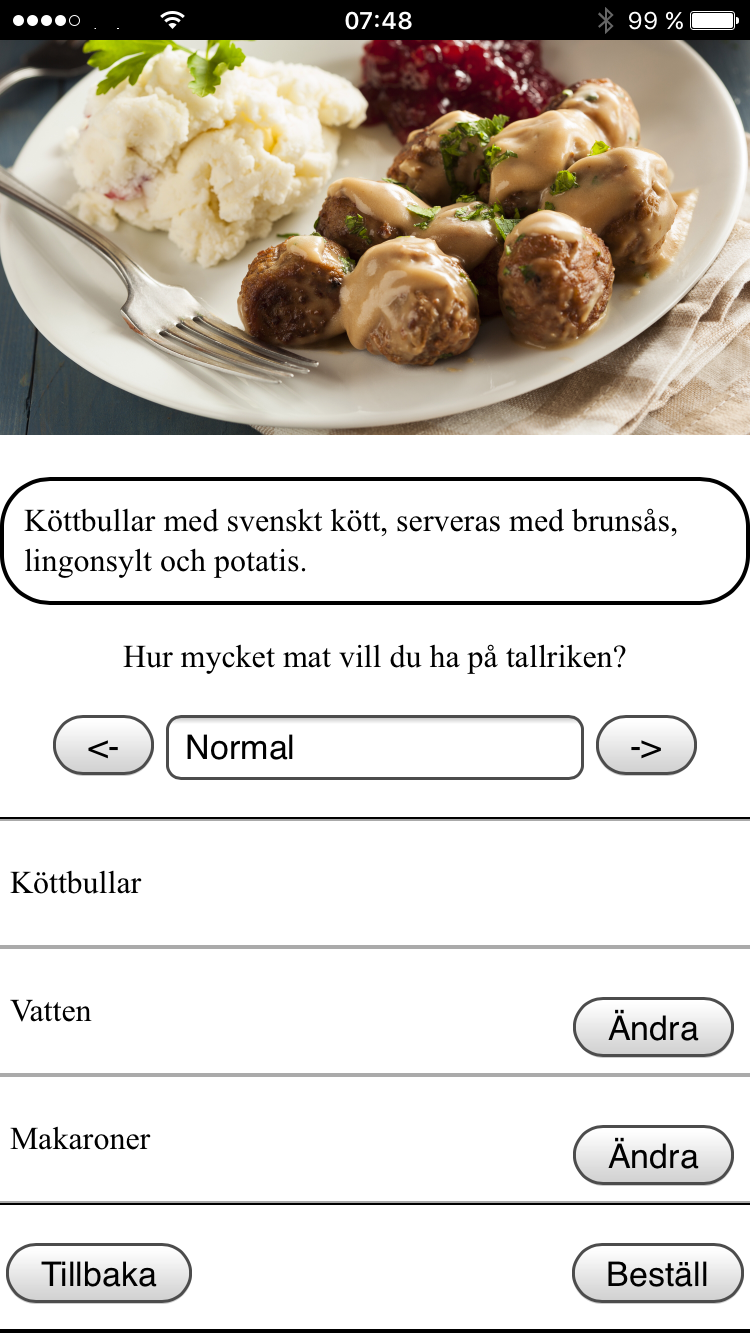 07:48 99 %
Köttbullar med svenskt kött, serveras med brunsås,
lingonsylt och potatis.
Hur mycket mat vill du ha på tallriken?
<- Normal ->
Köttbullar
Vatten
Ändra
Makaroner
Ändra
Tillbaka Beställ